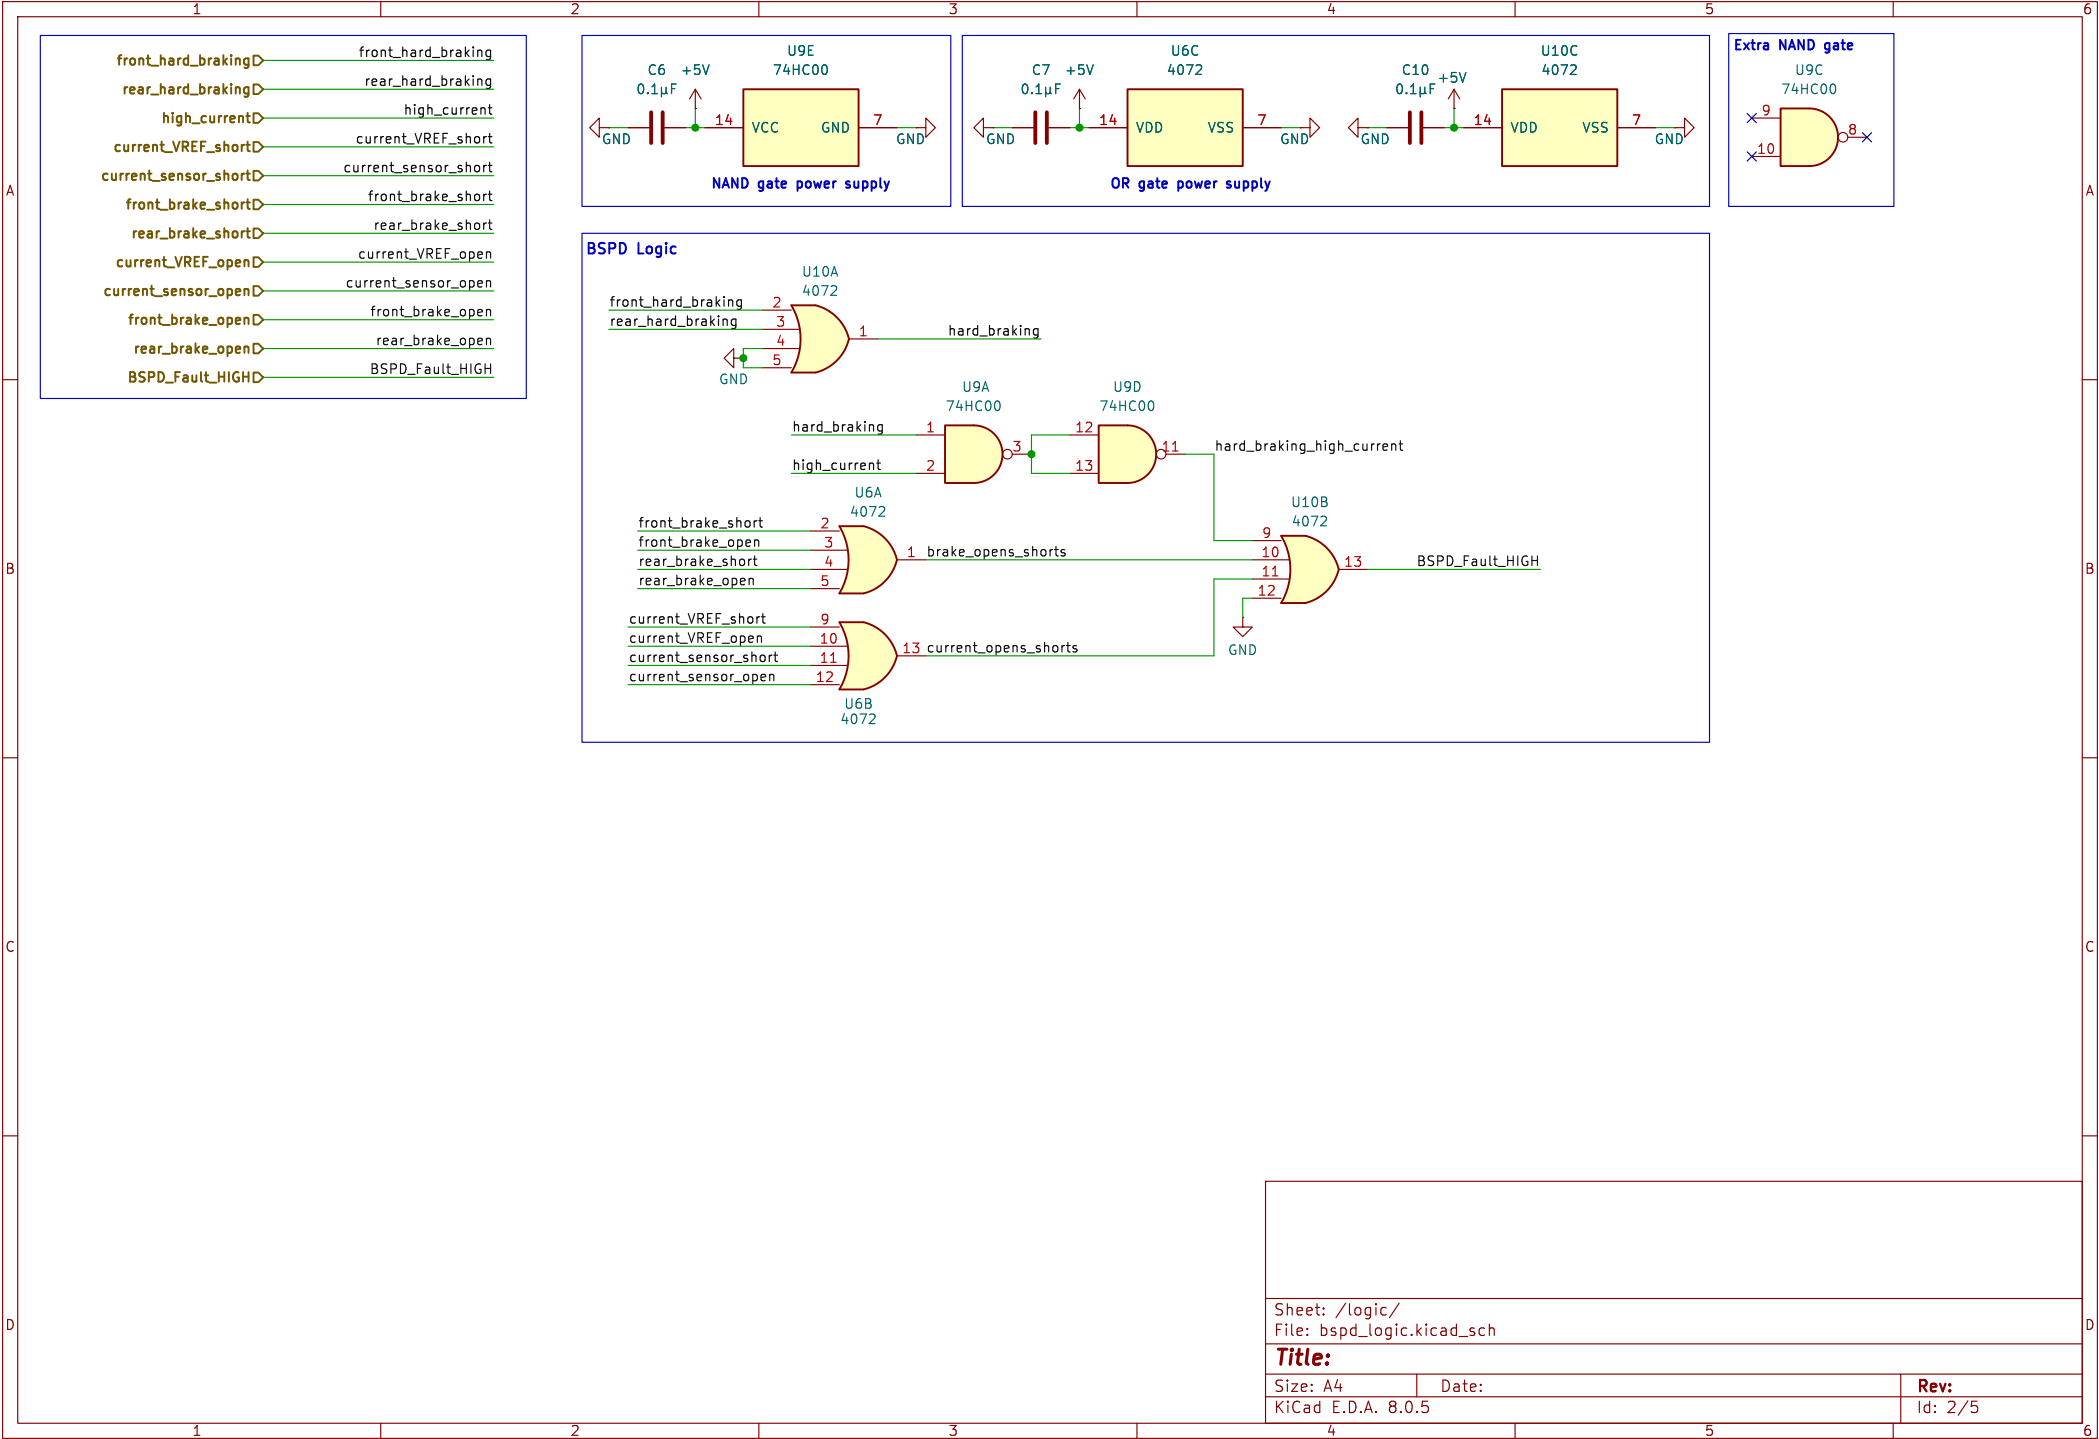 1 2 3 4 5 6
A
B
C
D
front_hard_braking front_hard_braking
rear_hard_braking rear_hard_braking
high_current high_current
current_VREF_short current_VREF_short
current_sensor_short current_sensor_short
front_brake_short front_brake_short
rear_brake_short rear_brake_short
current_VREF_open current_VREF_open
current_sensor_open current_sensor_open
front_brake_open front_brake_open
rear_brake_open rear_brake_open
BSPD_Fault_HIGH BSPD_Fault_HIGH
U9E
74HC00
C6 +5V
0.1µF
14 VCC GND 7
GND GND
NAND gate power supply
U6C
4072
C7 +5V
0.1µF
14 VDD VSS 7
GND GND
U10C
4072
C10 +5V
0.1µF
14 VDD VSS 7
GND GND
OR gate power supply
Extra NAND gate
U9C
74HC00
9
8
10
BSPD Logic
U10A
4072
front_hard_braking 2
rear_hard_braking 3
1 hard_braking
4
5
GND
U9A
74HC00
hard_braking 1
3
high_current 2
U9D
74HC00
12
11 hard_braking_high_current
13
U6A
4072
front_brake_short 2
front_brake_open 3
1 brake_opens_shorts
rear_brake_short 4
rear_brake_open 5
current_VREF_short 9
current_VREF_open 10
13 current_opens_shorts
current_sensor_short 11
current_sensor_open 12
U6B
4072
U10B
4072
9
10
13 BSPD_Fault_HIGH
11
12
GND
Sheet: /logic/
File: bspd_logic.kicad_sch
Title:
Size: A4 Date: Rev:
KiCad E.D.A. 8.0.5 Id: 2/5
A
B
C
D
1 2 3 4 5 6